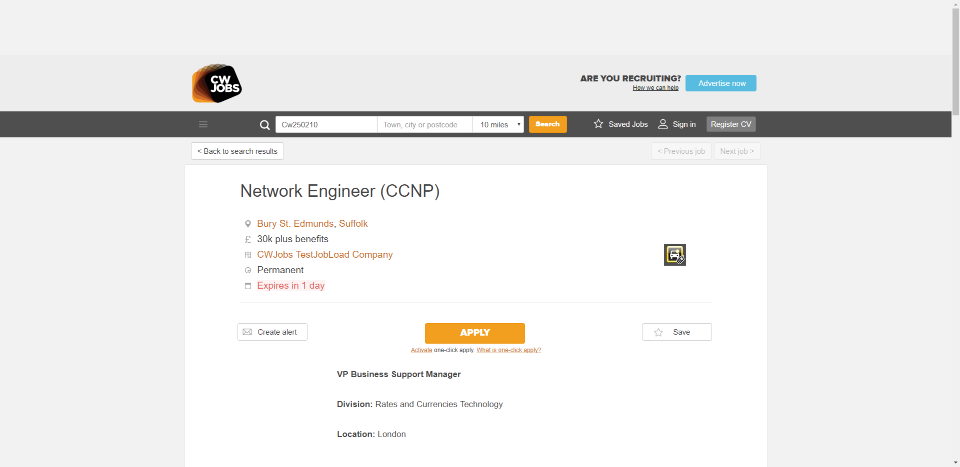 CW
JOBS
ARE YOU RECRUITING?
How we can help
Advertise now
Cw250210
Town, city or postcode
10 miles
Search
Saved Jobs
Sign in
Register CV
< Back to search results
< Previous job
Next job >
Network Engineer (CCNP)
Bury St. Edmunds, Suffolk
30k plus benefits
CWJobs TestJobLoad Company
Permanent
Expires in 1 day
Create alert
APPLY
Save
Activate one-click apply. What is one-click apply?
VP Business Support Manager
Division: Rates and Currencies Technology
Location: London